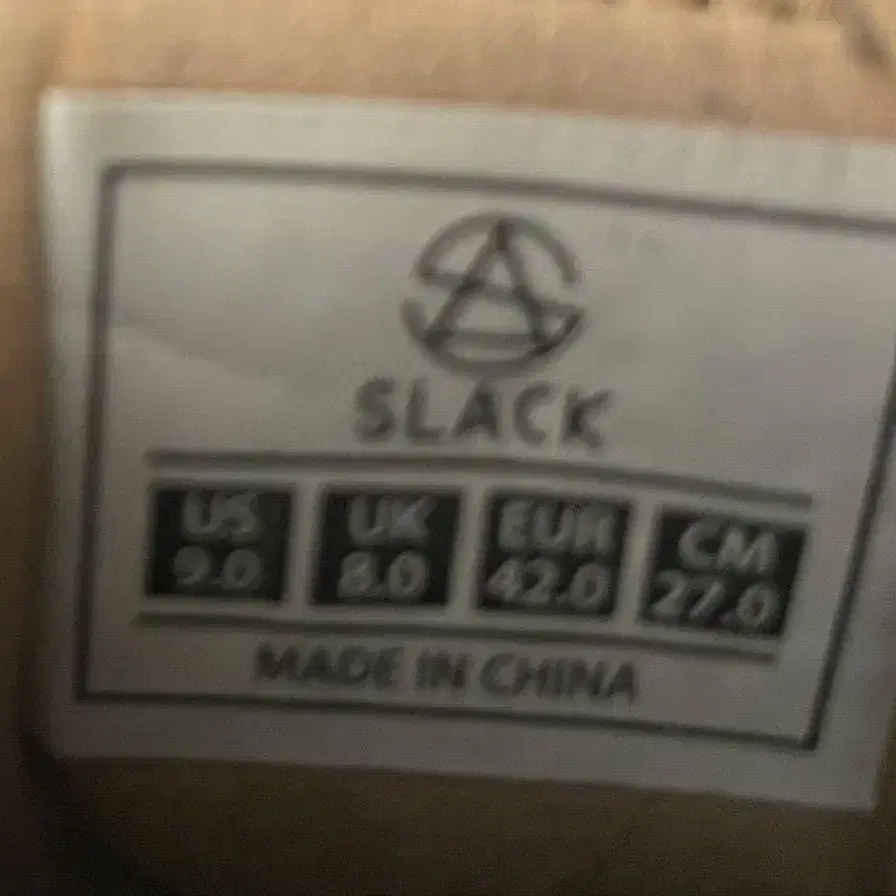 SLACK
US UK EUR CM
9.0 8.0 42.0 27.0
MADE IN CHINA